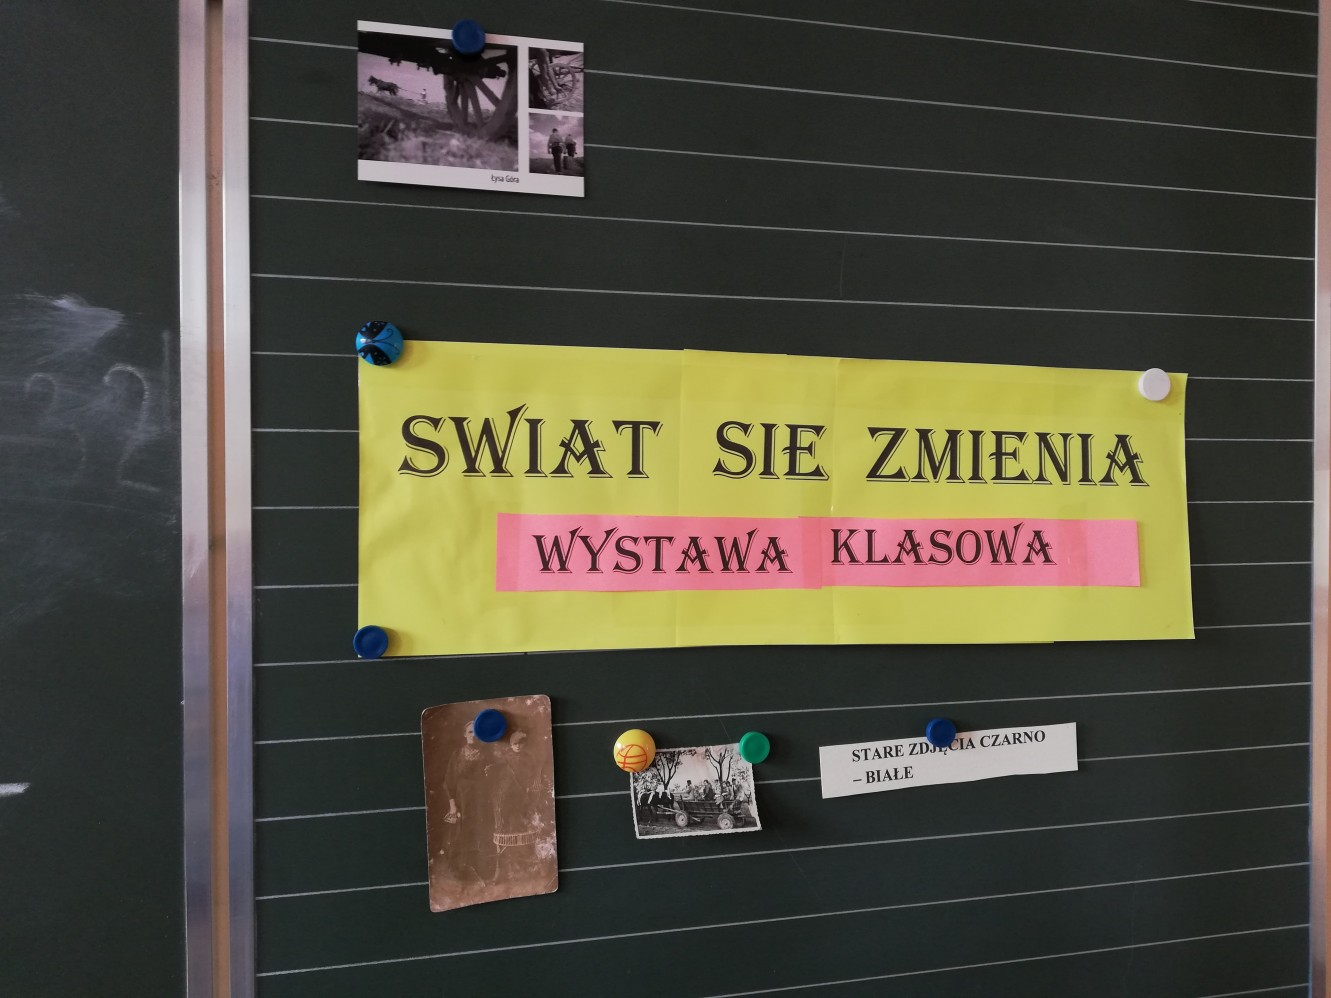 Łysa Góra
SWIAT SIE ZMIENIA
WYSTAWA KLASOWA
STARE ZDJĘCIA CZARNO
– BIAŁE